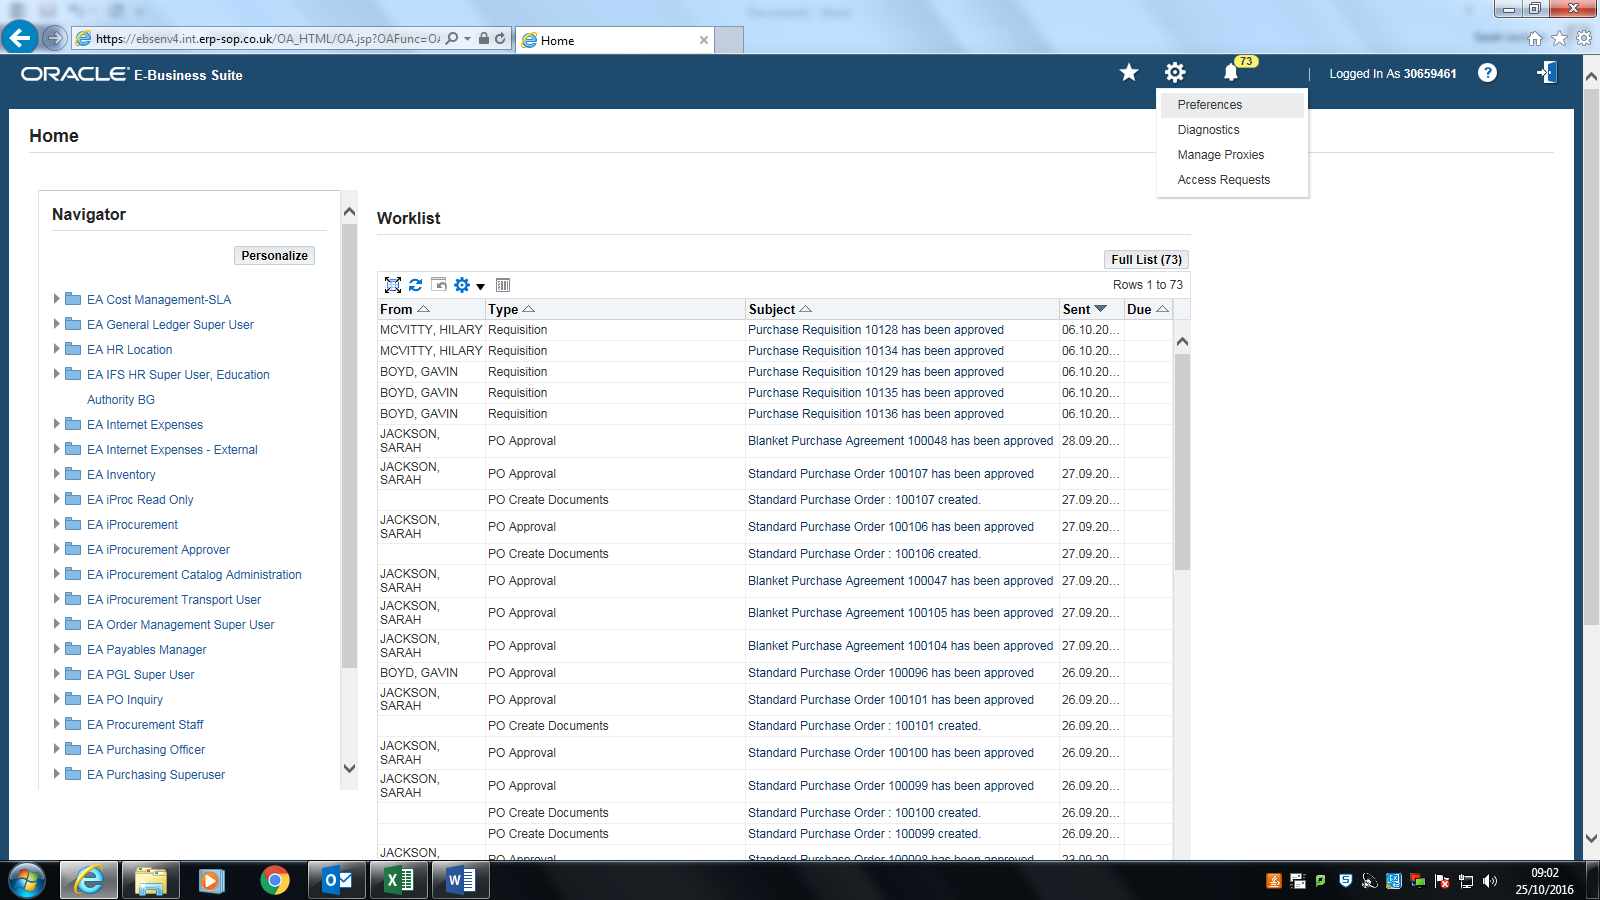 https://ebsenv4.int.erp-sop.co.uk/OA_HTML/OA.jsp?OAFunc=OA
Home
ORACLE E-Business Suite
73
Logged In As 30659461
Preferences
Diagnostics
Manage Proxies
Access Requests
Home
Navigator
Personalize
EA Cost Management-SLA
EA General Ledger Super User
EA HR Location
EA IFS HR Super User, Education
Authority BG
EA Internet Expenses
EA Internet Expenses - External
EA Inventory
EA iProc Read Only
EA iProcurement
EA iProcurement Approver
EA iProcurement Catalog Administration
EA iProcurement Transport User
EA Order Management Super User
EA Payables Manager
EA PGL Super User
EA PO Inquiry
EA Procurement Staff
EA Purchasing Officer
EA Purchasing Superuser
Worklist
Full List (73)
Rows 1 to 73
From Type Subject Sent Due
MCVITTY, HILARY Requisition Purchase Requisition 10128 has been approved 06.10.20...
MCVITTY, HILARY Requisition Purchase Requisition 10134 has been approved 06.10.20...
BOYD, GAVIN Requisition Purchase Requisition 10129 has been approved 06.10.20...
BOYD, GAVIN Requisition Purchase Requisition 10135 has been approved 06.10.20...
BOYD, GAVIN Requisition Purchase Requisition 10136 has been approved 06.10.20...
JACKSON,
SARAH PO Approval Blanket Purchase Agreement 100048 has been approved 28.09.20...
JACKSON,
SARAH PO Approval Standard Purchase Order 100107 has been approved 27.09.20...
PO Create Documents Standard Purchase Order : 100107 created. 27.09.20...
JACKSON,
SARAH PO Approval Standard Purchase Order 100106 has been approved 27.09.20...
PO Create Documents Standard Purchase Order : 100106 created. 27.09.20...
JACKSON,
SARAH PO Approval Blanket Purchase Agreement 100047 has been approved 27.09.20...
JACKSON,
SARAH PO Approval Blanket Purchase Agreement 100105 has been approved 27.09.20...
JACKSON,
SARAH PO Approval Blanket Purchase Agreement 100104 has been approved 27.09.20...
BOYD, GAVIN PO Approval Standard Purchase Order 100096 has been approved 26.09.20...
JACKSON,
SARAH PO Approval Standard Purchase Order 100101 has been approved 26.09.20...
PO Create Documents Standard Purchase Order : 100101 created. 26.09.20...
JACKSON,
SARAH PO Approval Standard Purchase Order 100100 has been approved 26.09.20...
JACKSON,
SARAH PO Approval Standard Purchase Order 100099 has been approved 26.09.20...
PO Create Documents Standard Purchase Order : 100100 created. 26.09.20...
PO Create Documents Standard Purchase Order : 100099 created. 26.09.20...
JACKSON,
PO Approval Standard Purchase Order 100098 has been approved 23.09.20...
09:02
25/10/2016